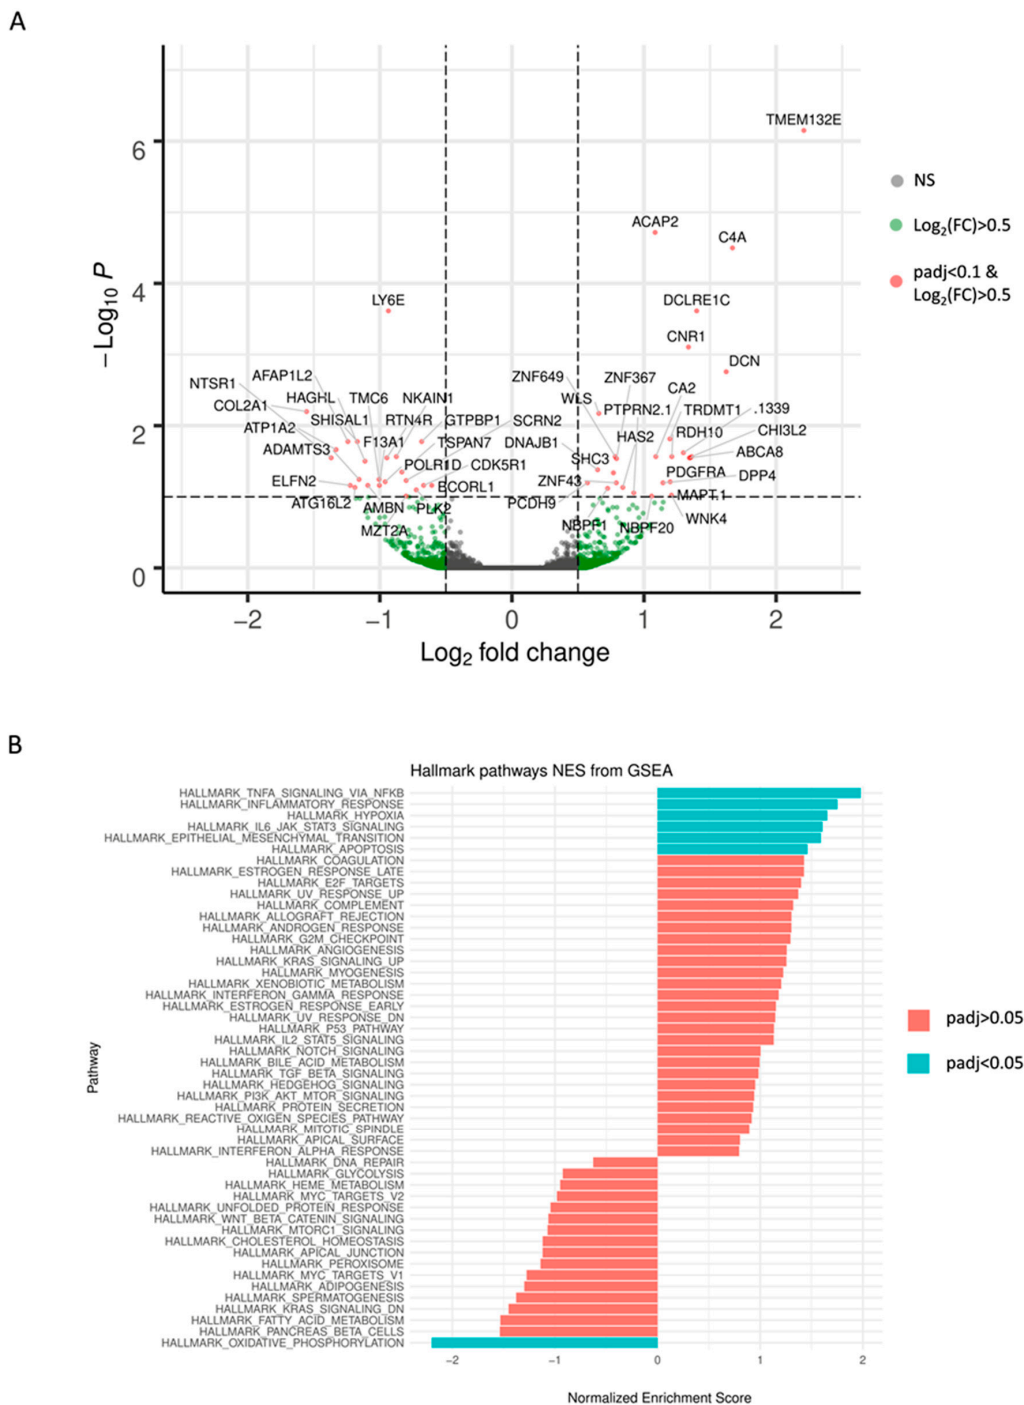 A
TMEM132E
6
NS
ACAP2
C4A
Log2(FC)>0.5
padj<0.1 &
Log2(FC)>0.5
−Log10 P
4
LY6E
DCLRE1C
CNR1
DCN
AFAP1L2
ZNF649
ZNF367
NTSR1
CA2
HAGHL
TMC6
NKAIN1
WLS
COL2A1
PTPRN2.1
TRDMT1
.1339
SHISAL1
RTN4R
GTPBP1
SCRN2
2
ATP1A2
HAS2
RDH10
CHI3L2
F13A1
TSPAN7
DNAJB1
ADAMTS3
SHC3
ABCA8
POLR1D
CDK5R1
PDGFRA
DPP4
ELFN2
BCORL1
ZNF43
MAPT.1
ATG16L2
AMBN
PLK2
PCDH9
WNK4
MZT2A
NBPF1
NBPF20
0
−2
−1
0
1
2
Log2 fold change
B
Hallmark pathways NES from GSEA
HALLMARK_TNFA_SIGNALING_VIA_NFKB
HALLMARK_INFLAMMATORY_RESPONSE
HALLMARK_HYPOXIA
HALLMARK_IL6_JAK_STAT3_SIGNALING
HALLMARK_EPITHELIAL_MESENCHYMAL_TRANSITION
HALLMARK_APOPTOSIS
HALLMARK_COAGULATION
HALLMARK_ESTROGEN_RESPONSE_LATE
HALLMARK_E2F_TARGETS
HALLMARK_UV_RESPONSE_UP
HALLMARK_COMPLEMENT
HALLMARK_ALLOGRAFT_REJECTION
HALLMARK_ANDROGEN_RESPONSE
HALLMARK_G2M_CHECKPOINT
HALLMARK_ANGIOGENESIS
HALLMARK_KRAS_SIGNALING_UP
HALLMARK_MYOGENESIS
HALLMARK_XENOBIOTIC_METABOLISM
HALLMARK_INTERFERON_GAMMA_RESPONSE
HALLMARK_ESTROGEN_RESPONSE_EARLY
HALLMARK_UV_RESPONSE_DN
HALLMARK_P53_PATHWAY
HALLMARK_IL2_STAT5_SIGNALING
HALLMARK_NOTCH_SIGNALING
HALLMARK_BILE_ACID_METABOLISM
HALLMARK_TGF_BETA_SIGNALING
HALLMARK_HEDGEHOG_SIGNALING
HALLMARK_PI3K_AKT_MTOR_SIGNALING
HALLMARK_PROTEIN_SECRETION
HALLMARK_REACTIVE_OXIGEN_SPECIES_PATHWAY
HALLMARK_MITOTIC_SPINDLE
HALLMARK_APICAL_SURFACE
HALLMARK_INTERFERON_ALPHA_RESPONSE
HALLMARK_DNA_REPAIR
HALLMARK_GLYCOLYSIS
HALLMARK_HEME_METABOLISM
HALLMARK_MYC_TARGETS_V2
HALLMARK_UNFOLDED_PROTEIN_RESPONSE
HALLMARK_WNT_BETA_CATENIN_SIGNALING
HALLMARK_MTORC1_SIGNALING
HALLMARK_CHOLESTEROL_HOMEOSTASIS
HALLMARK_APICAL_JUNCTION
HALLMARK_PEROXISOME
HALLMARK_MYC_TARGETS_V1
HALLMARK_ADIPOGENESIS
HALLMARK_SPERMATOGENESIS
HALLMARK_KRAS_SIGNALING_DN
HALLMARK_FATTY_ACID_METABOLISM
HALLMARK_PANCREAS_BETA_CELLS
HALLMARK_OXIDATIVE_PHOSPHORYLATION
Pathway
padj>0.05
padj<0.05
−2
−1
0
1
2
Normalized Enrichment Score